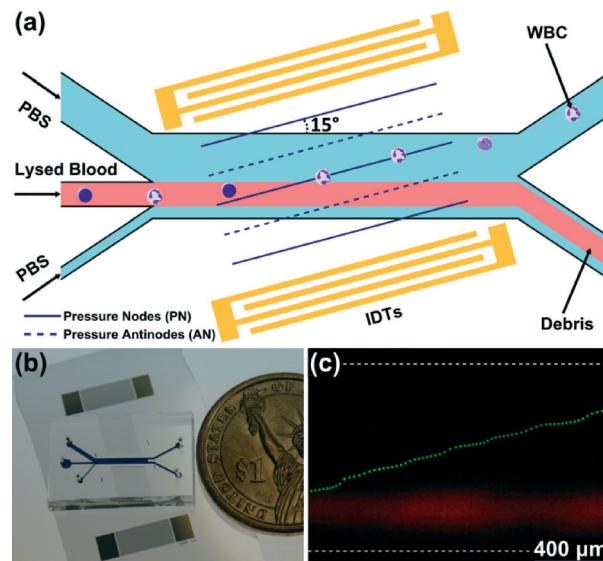 (a)
WBC
PBS
15°
Lysed Blood
PBS
Pressure Nodes (PN)
Pressure Antinodes (AN)
IDTs
Debris
(b)
UNITED STATES OF
$1
(c)
400 µm